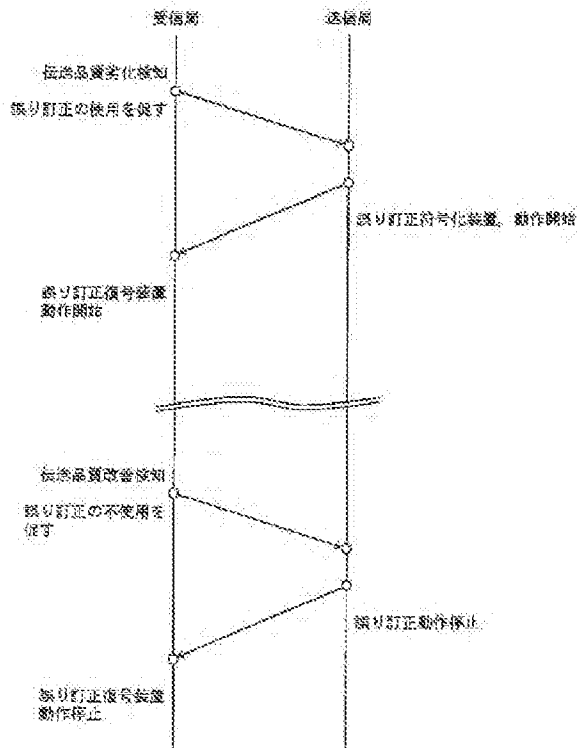 受信局
送信局
伝送品質劣化検知
誤り訂正の使用を促す
誤り訂正符号化装置, 動作開始
誤り訂正復号装置
動作開始
伝送品質改善検知
誤り訂正の不使用を
促す
誤り訂正動作停止
誤り訂正復号装置
動作停止